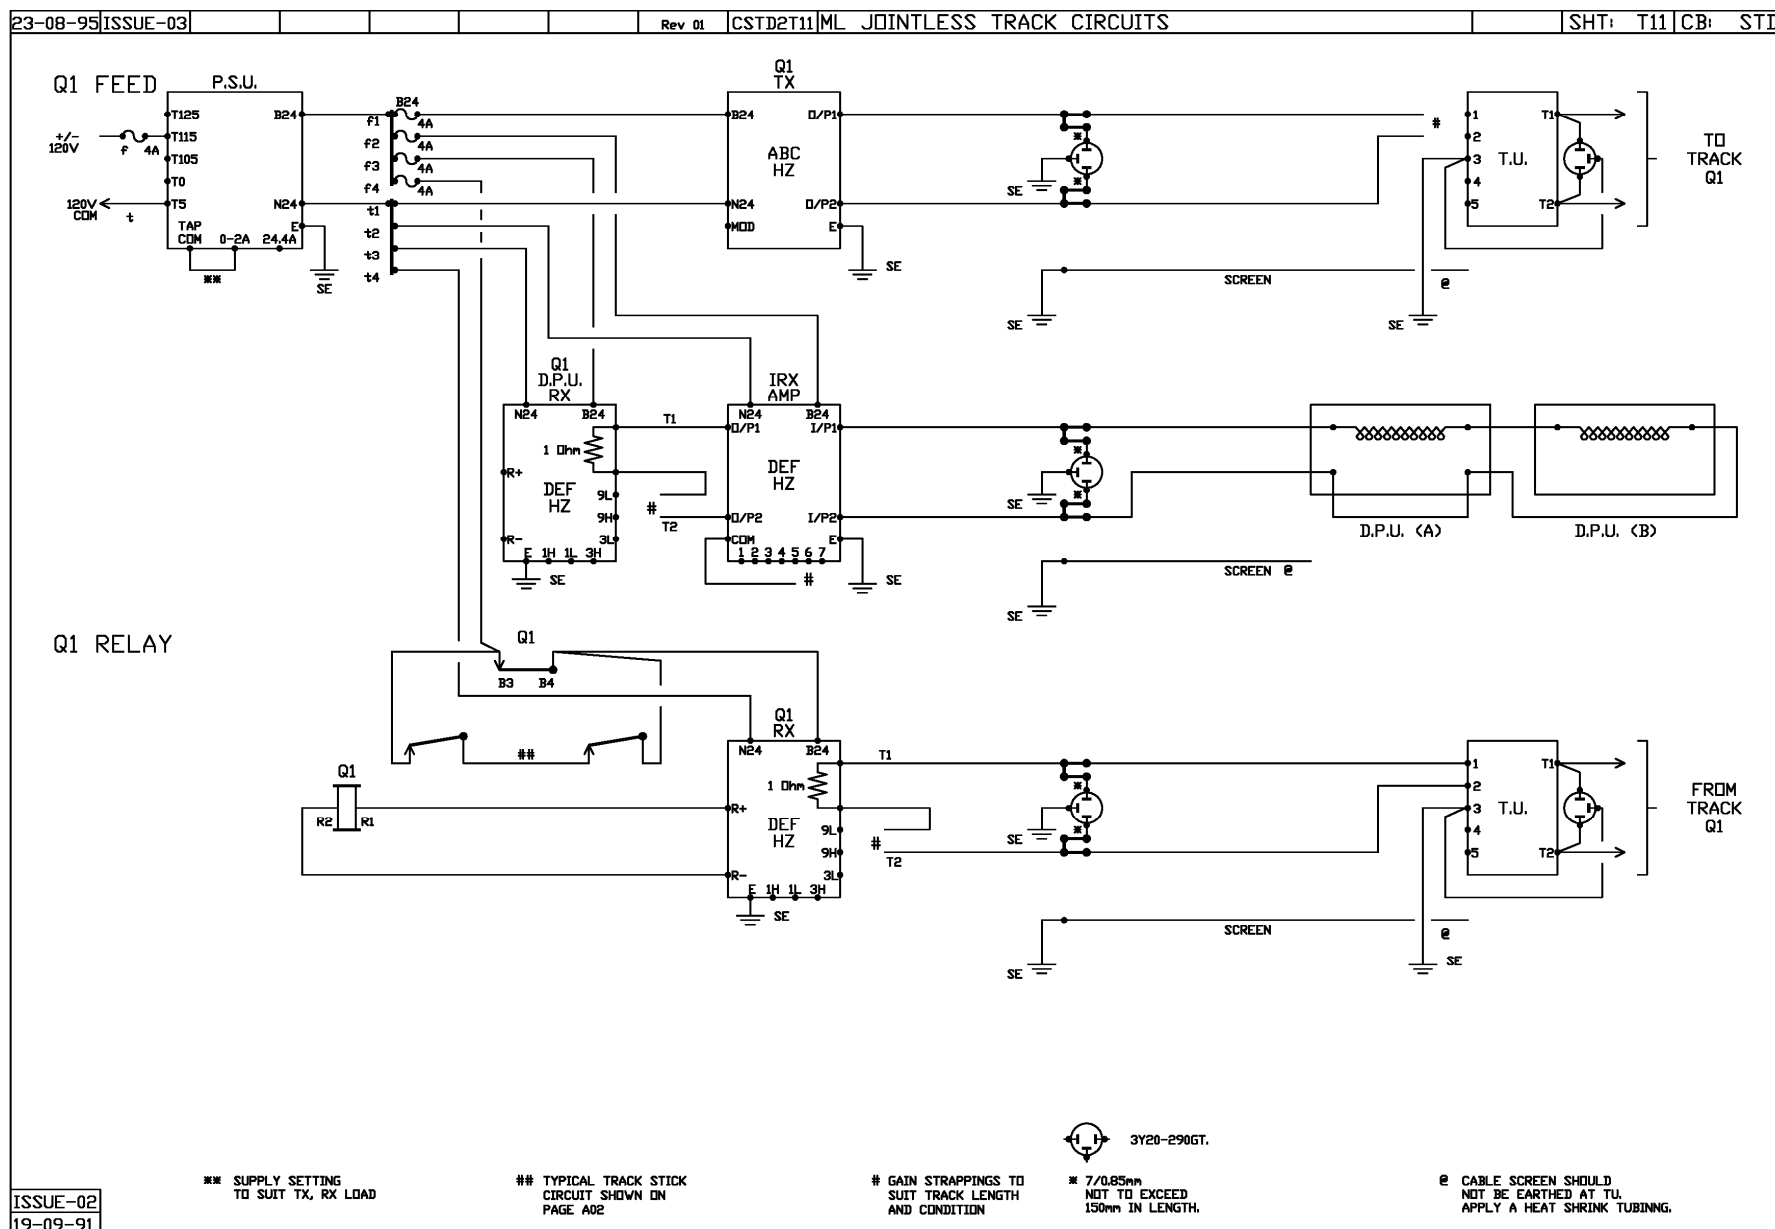 23-08-95 ISSUE-03 Rev 01 CSTD2T11 ML JOINTLESS TRACK CIRCUITS SHT: T11 CB: STD
Q1 FEED
P.S.U.
T125
+/-
120V
f 4A
T115
T105
T0
120V
COM
t
T5
TAP
COM
0-2A 24.4A
B24
N24
E
**
SE
B24
f1 4A
f2 4A
f3 4A
f4 4A
t1
t2
t3
t4
Q1
TX
B24
O/P1
ABC
HZ
N24
O/P2
MOD
E
SE
*
SE
*
SCREEN
@
SE
#
1
2
3
4
5
T.U.
T1
T2
SE
TO
TRACK
Q1
Q1
D.P.U.
RX
N24
B24
1 Ohm
R+
DEF
HZ
9L
9H
R-
3L
E 1H 1L 3H
SE
T1
#
T2
IRX
AMP
N24
B24
O/P1
I/P1
DEF
HZ
O/P2
I/P2
COM
E
1 2 3 4 5 6 7
#
SE
*
SE
*
SCREEN @
SE
D.P.U. (A)
D.P.U. (B)
Q1 RELAY
Q1
B3 B4
##
Q1
R2 R1
Q1
RX
N24
B24
1 Ohm
R+
DEF
HZ
9L
9H
R-
3L
E 1H 1L 3H
SE
T1
#
T2
*
SE
*
SCREEN
@
SE
1
2
3
4
5
T.U.
T1
T2
SE
FROM
TRACK
Q1
3Y20-290GT.
** SUPPLY SETTING
TO SUIT TX, RX LOAD
## TYPICAL TRACK STICK
CIRCUIT SHOWN ON
PAGE A02
# GAIN STRAPPINGS TO
SUIT TRACK LENGTH
AND CONDITION
* 7/0.85mm
NOT TO EXCEED
150mm IN LENGTH.
@ CABLE SCREEN SHOULD
NOT BE EARTHED AT TU.
APPLY A HEAT SHRINK TUBINNG.
ISSUE-02
19-09-91